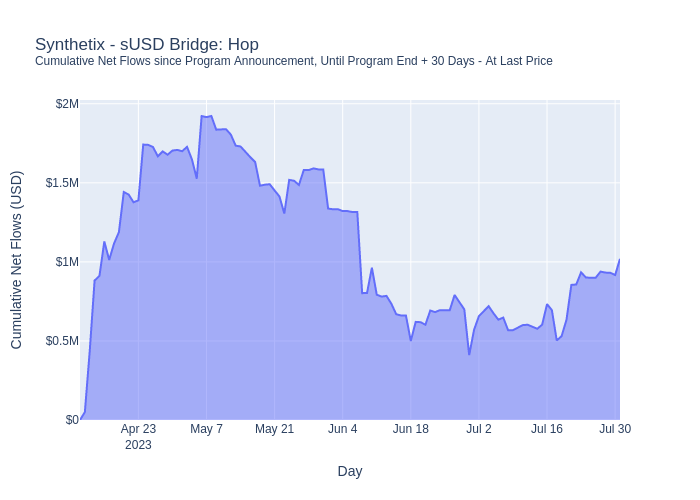 Synthetix - sUSD Bridge: Hop
Cumulative Net Flows since Program Announcement, Until Program End + 30 Days - At Last Price
$2M
$1.5M
$1M
$0.5M
$0
Cumulative Net Flows (USD)
Apr 23
2023
May 7
May 21
Jun 4
Jun 18
Jul 2
Jul 16
Jul 30
Day